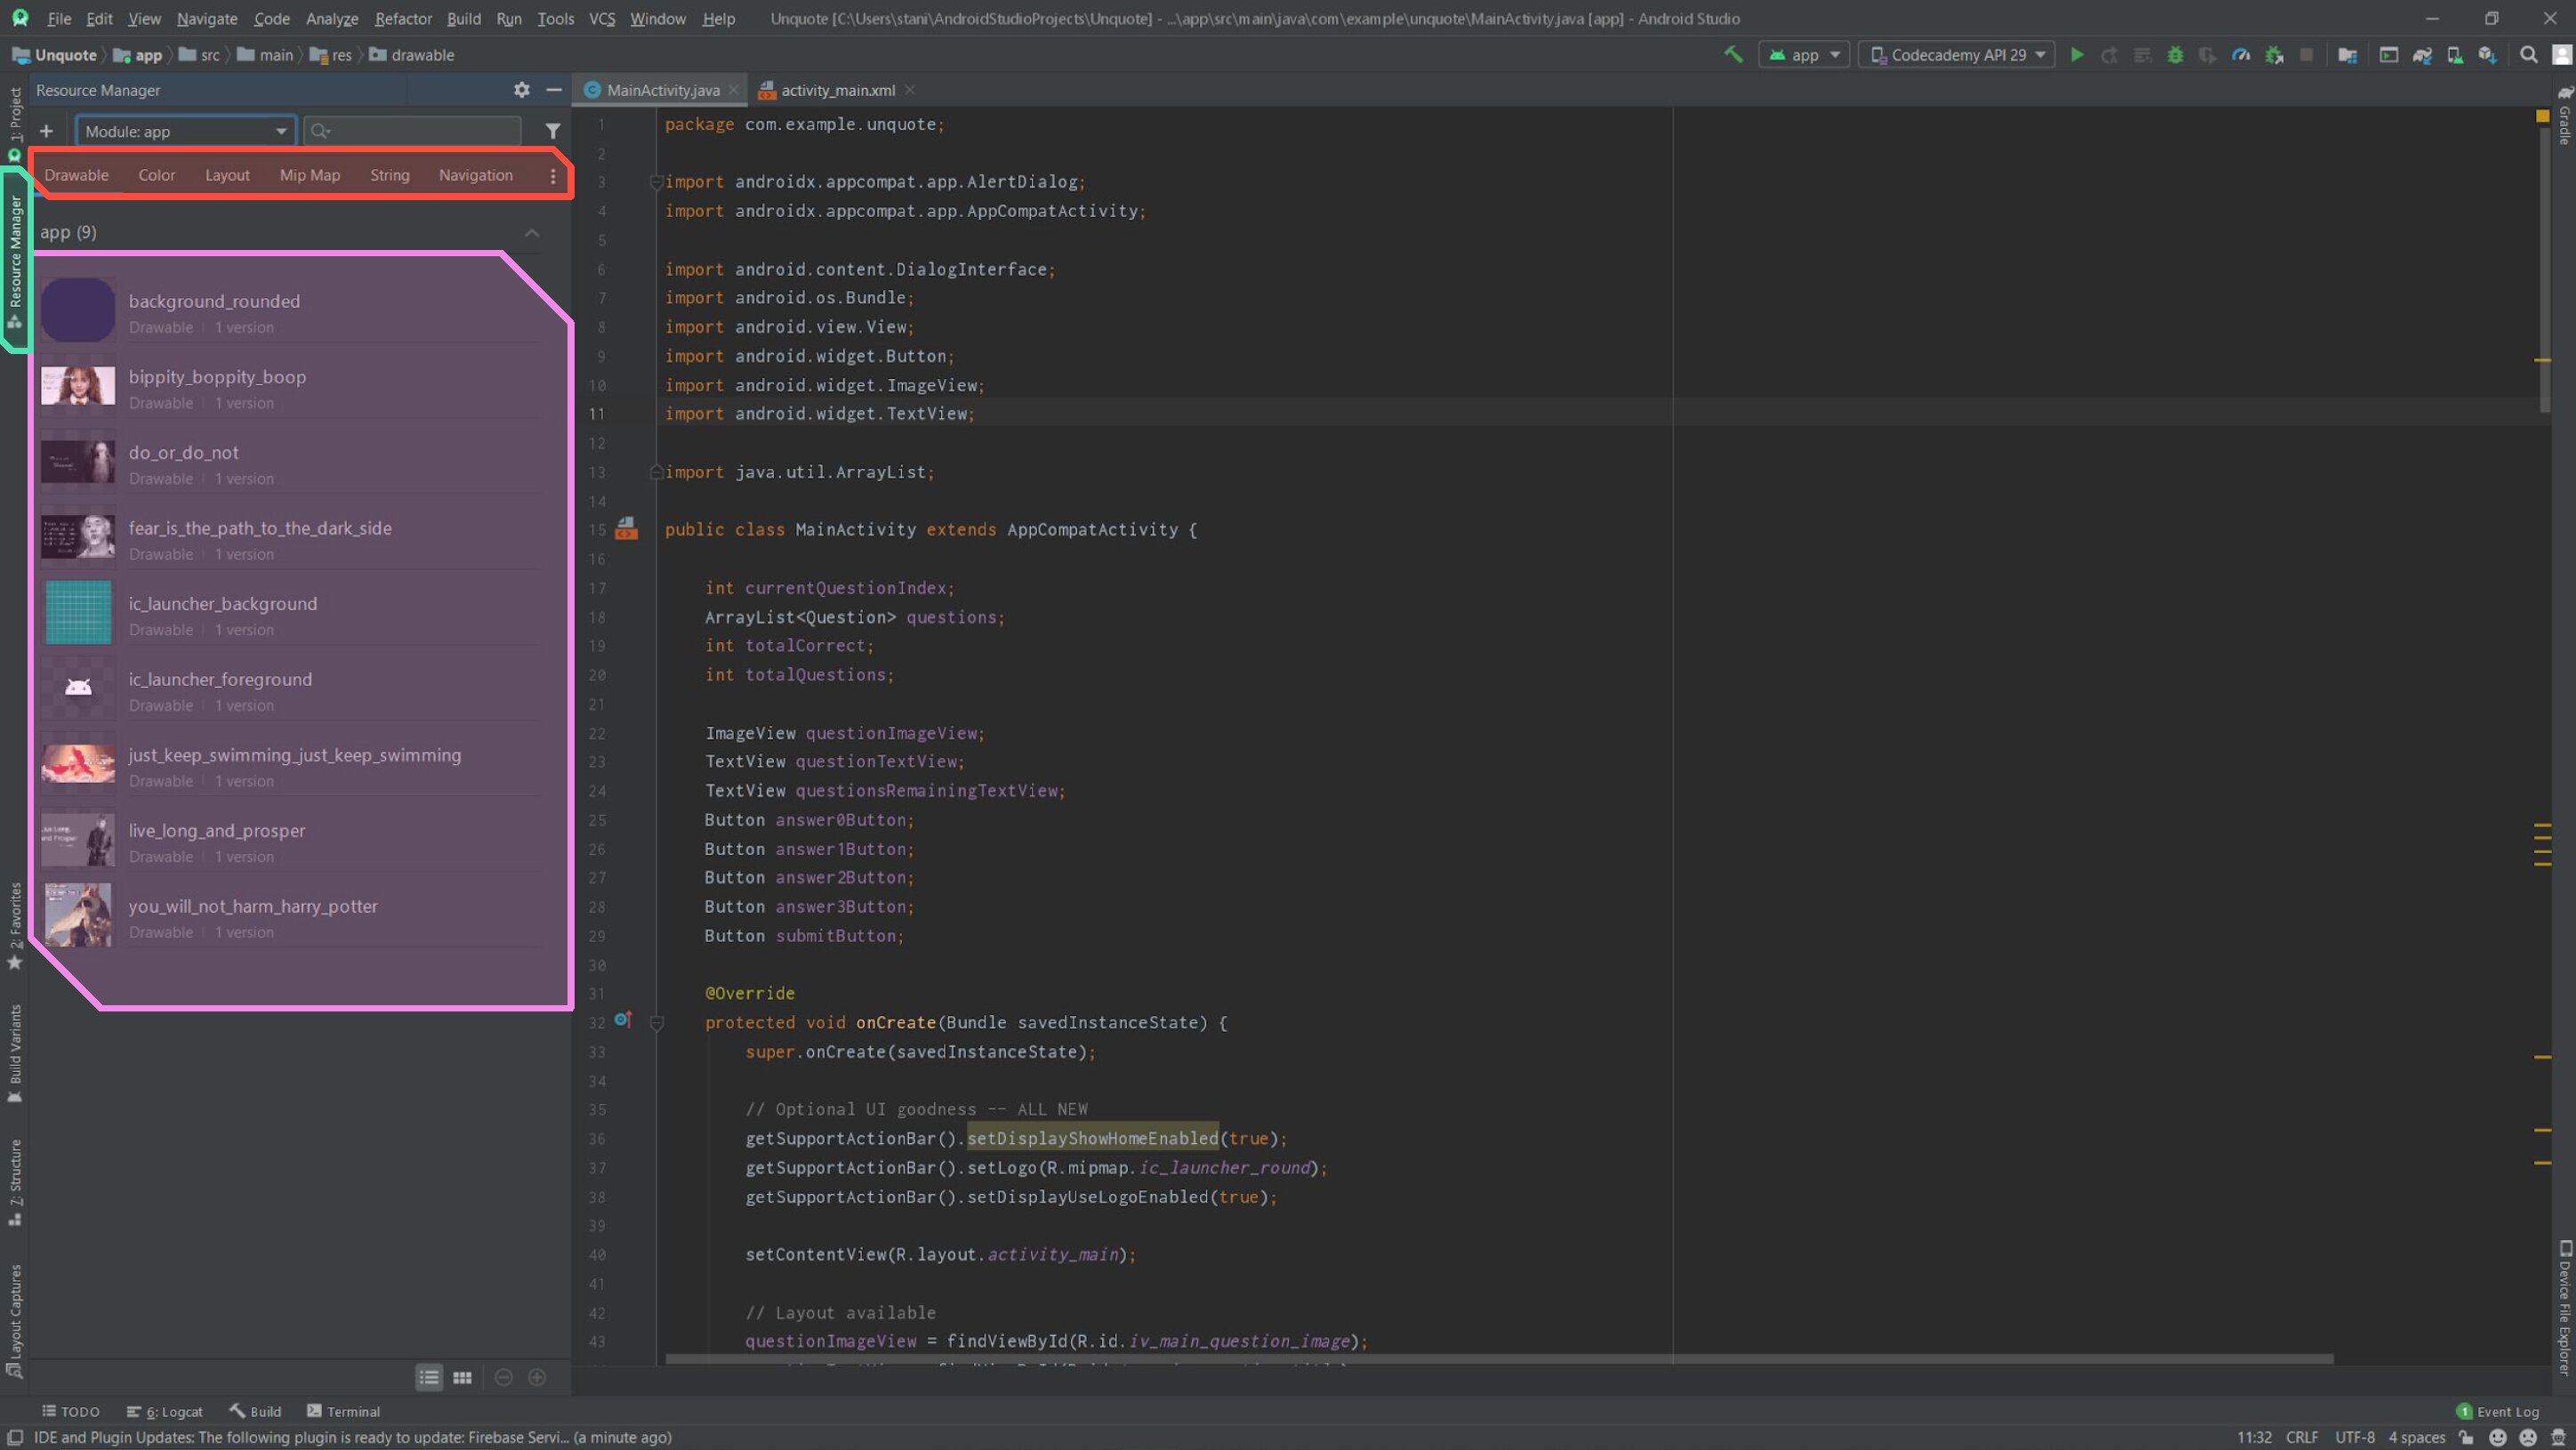 File Edit View Navigate Code Analyze Refactor Build Run Tools VCS Window Help Unquote [C:\Users\stani\AndroidStudioProjects\Unquote] - ...\app\src\main\java\com\example\unquote\MainActivity.java [app] - Android Studio
Unquote app src main res drawable
app Codecademy API 29
Resource Manager
MainActivity.java activity_main.xml
Module: app
Drawable Color Layout Mip Map String Navigation
app (9)
background_rounded
Drawable 1 version
bippity_boppity_boop
Drawable 1 version
do_or_do_not
Drawable 1 version
fear_is_the_path_to_the_dark_side
Drawable 1 version
ic_launcher_background
Drawable 1 version
ic_launcher_foreground
Drawable 1 version
just_keep_swimming_just_keep_swimming
Drawable 1 version
live_long_and_prosper
Drawable 1 version
you_will_not_harm_harry_potter
Drawable 1 version
1: Project
Resource Manager
2: Favorites
Build Variants
7: Structure
Layout Captures
1 package com.example.unquote;
2
3 import androidx.appcompat.app.AlertDialog;
4 import androidx.appcompat.app.AppCompatActivity;
5
6 import android.content.DialogInterface;
7 import android.os.Bundle;
8 import android.view.View;
9 import android.widget.Button;
10 import android.widget.ImageView;
11 import android.widget.TextView;
12
13 import java.util.ArrayList;
14
15 public class MainActivity extends AppCompatActivity {
16
17 int currentQuestionIndex;
18 ArrayList<Question> questions;
19 int totalCorrect;
20 int totalQuestions;
21
22 ImageView questionImageView;
23 TextView questionTextView;
24 TextView questionsRemainingTextView;
25 Button answer0Button;
26 Button answer1Button;
27 Button answer2Button;
28 Button answer3Button;
29 Button submitButton;
30
31 @Override
32 protected void onCreate(Bundle savedInstanceState) {
33 super.onCreate(savedInstanceState);
34
35 // Optional UI goodness -- ALL NEW
36 getSupportActionBar().setDisplayShowHomeEnabled(true);
37 getSupportActionBar().setLogo(R.mipmap.ic_launcher_round);
38 getSupportActionBar().setDisplayUseLogoEnabled(true);
39
40 setContentView(R.layout.activity_main);
41
42 // Layout available
43 questionImageView = findViewById(R.id.iv_main_question_image);
Gradle
Device File Explorer
TODO 6: Logcat Build Terminal
1 Event Log
IDE and Plugin Updates: The following plugin is ready to update: Firebase Servi... (a minute ago)
11:32 CRLF UTF-8 4 spaces